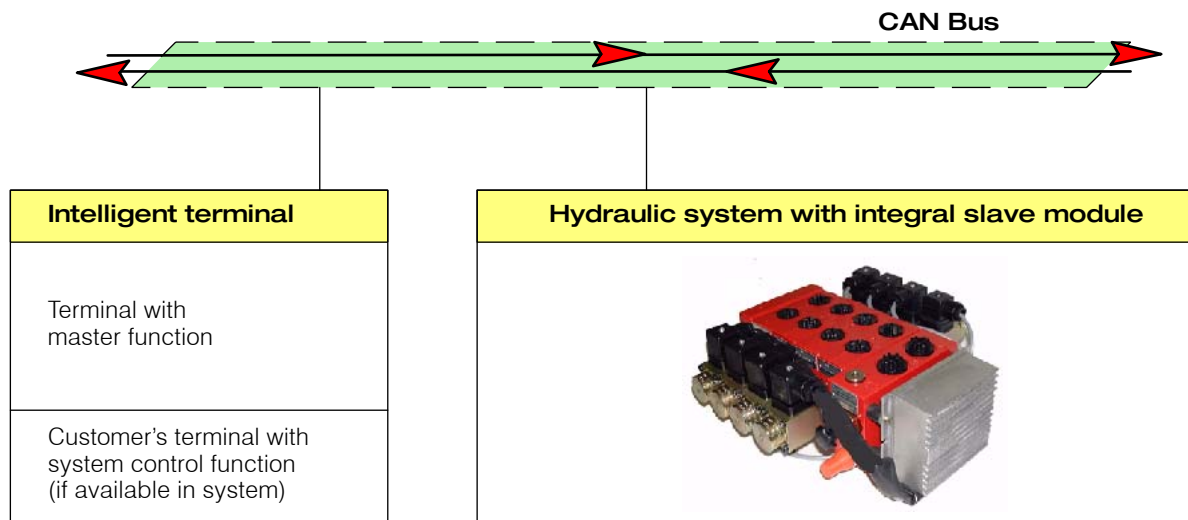 CAN Bus
Intelligent terminal
Hydraulic system with integral slave module
Terminal with
master function
Customer’s terminal with
system control function
(if available in system)